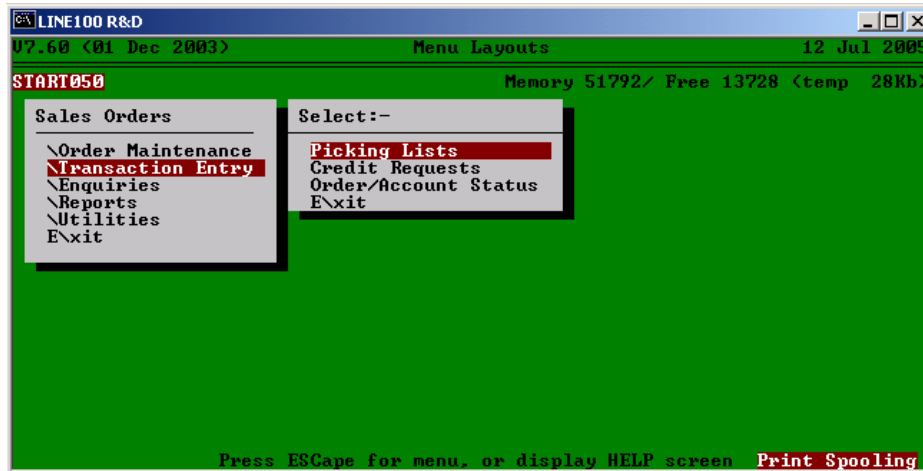 LINE100 R&D
V7.60 (01 Dec 2003) Menu Layouts 12 Jul 2005
START050 Memory 51792/ Free 13728 (temp 28Kb)
Sales Orders
\Order Maintenance
\Transaction Entry
\Enquiries
\Reports
\Utilities
E\xit
Select:-
Picking Lists
Credit Requests
Order/Account Status
E\xit
Press ESCape for menu, or display HELP screen Print Spooling